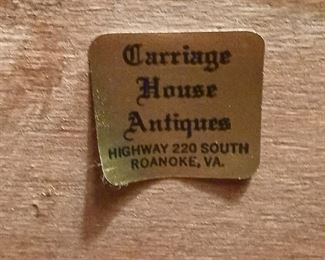 Carriage
House
Antiques
HIGHWAY 220 SOUTH
ROANOKE, VA.